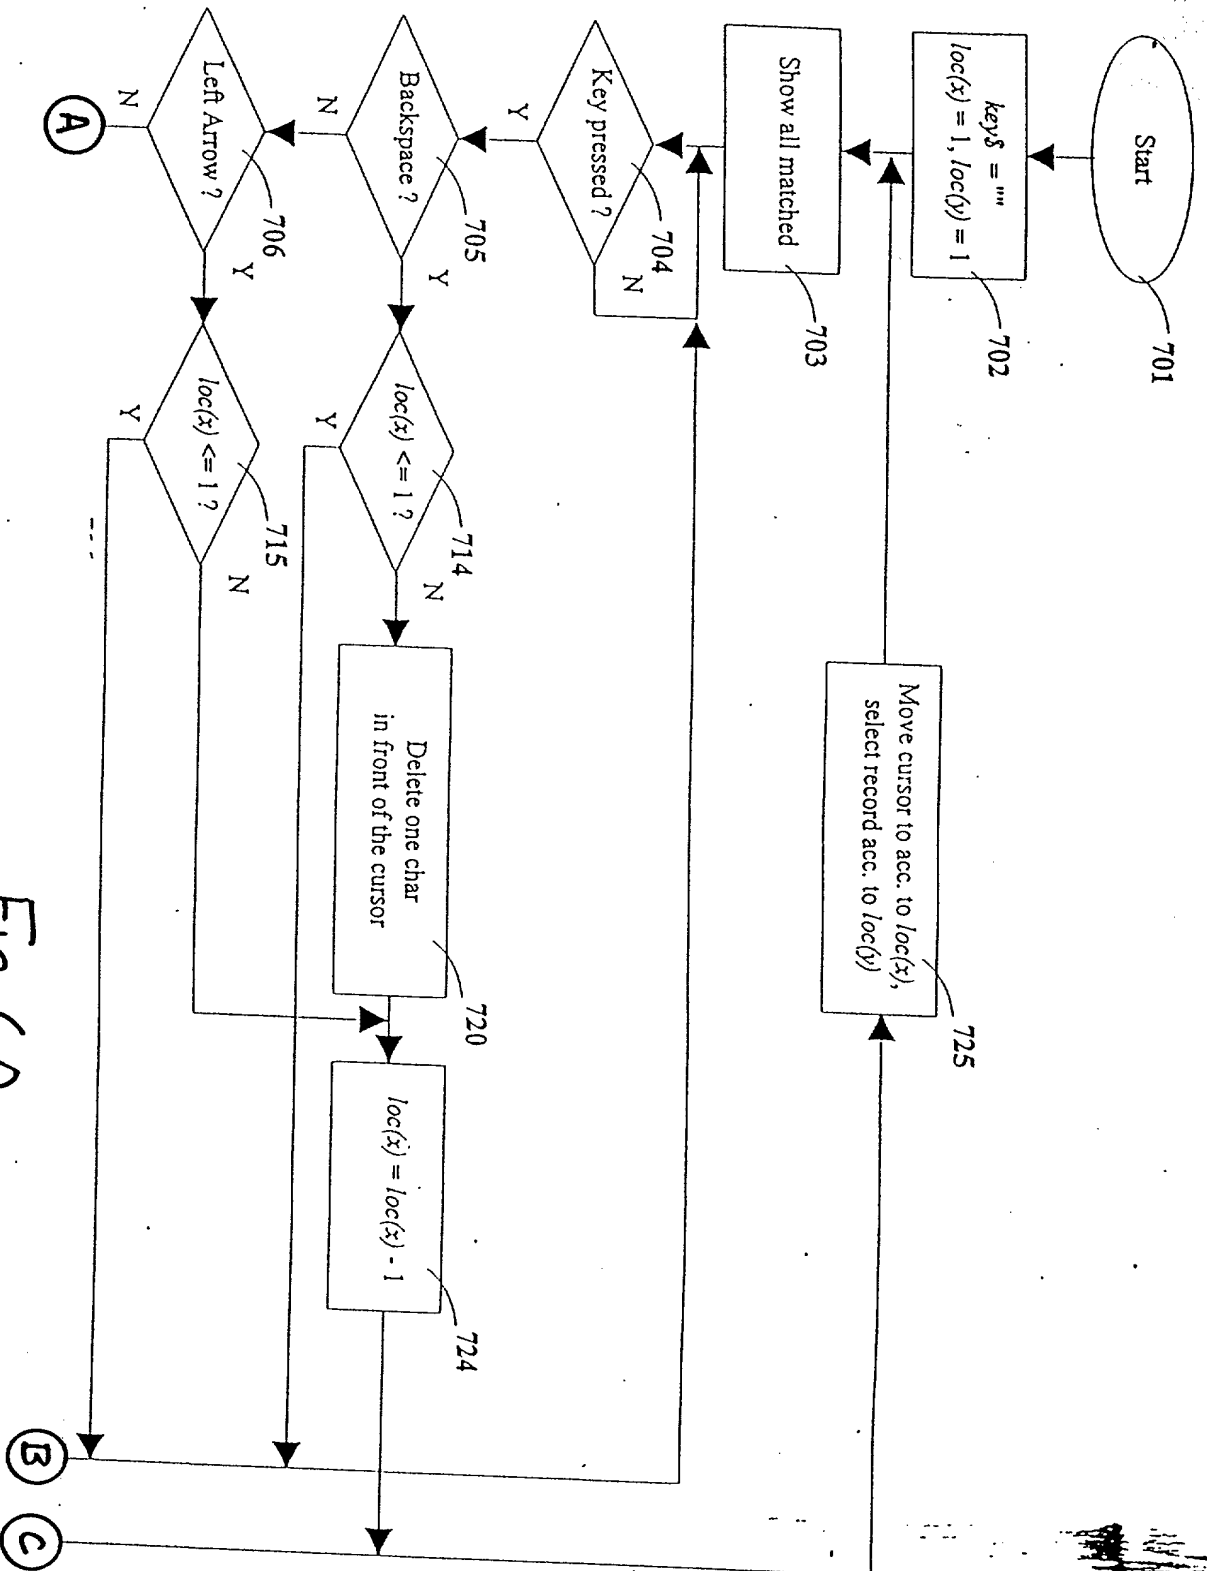 Start
701
key$ = ""
loc(x) = 1, loc(y) = 1
702
Show all matched
703
Key pressed ?
704
N
Y
Backspace ?
705
Y
N
Left Arrow ?
706
Y
N
A
loc(x) <= 1 ?
714
N
Y
loc(x) <= 1 ?
715
N
Y
Delete one char
in front of the cursor
720
loc(x) = loc(x) - 1
724
Move cursor to acc. to loc(x),
select record acc. to loc(y)
725
B
C